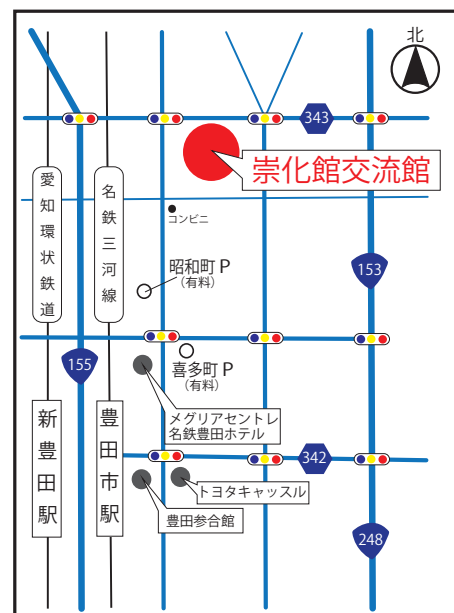 北
343
崇化館交流館
愛知環状鉄道
名鉄三河線
コンビニ
昭和町 P
(有料)
153
155
喜多町 P
(有料)
メグリアセントレ
名鉄豊田ホテル
新豊田駅
豊田市駅
342
トヨタキャッスル
豊田参合館
248